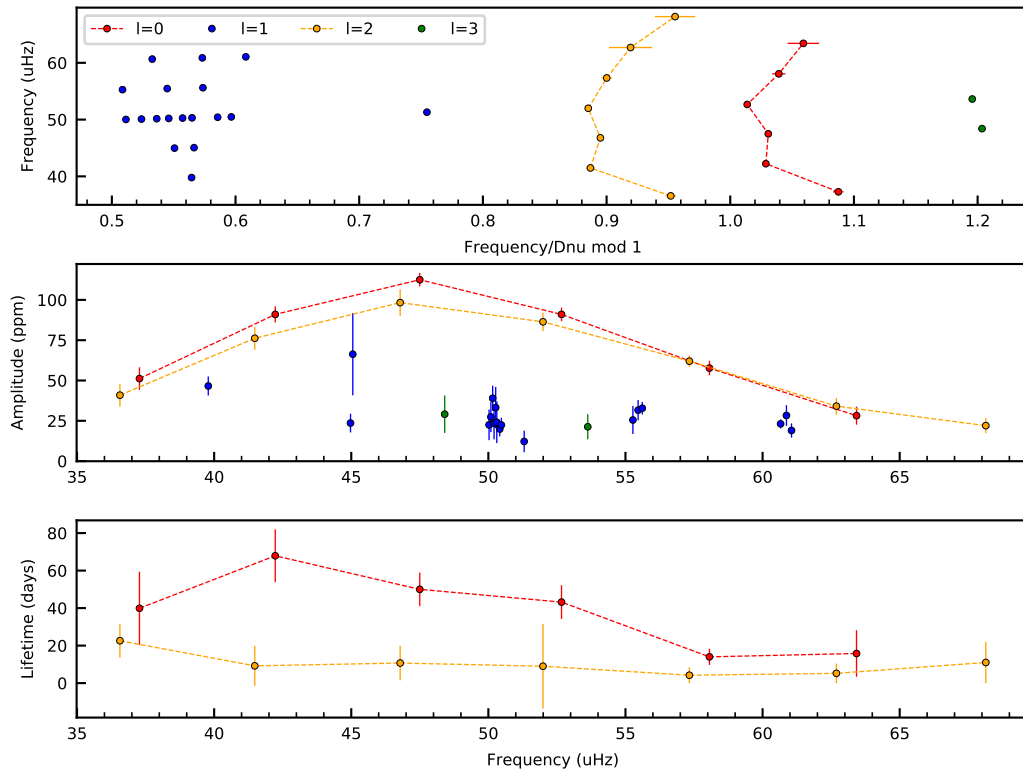 l=0 l=1 l=2 l=3
Frequency (uHz)
60
50
40
0.5 0.6 0.7 0.8 0.9 1.0 1.1 1.2
Frequency/Dnu mod 1
Amplitude (ppm)
100
75
50
25
0
35 40 45 50 55 60 65
Lifetime (days)
80
60
40
20
0
35 40 45 50 55 60 65
Frequency (uHz)